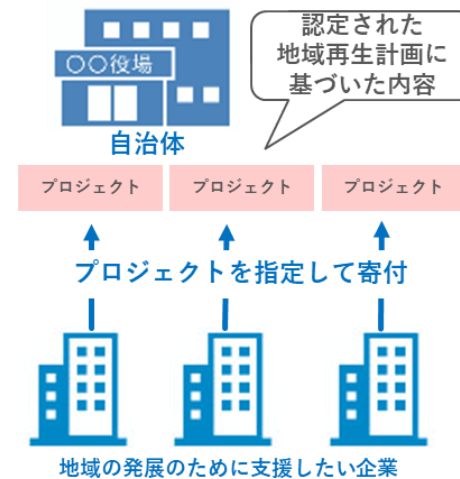 認定された
地域再生計画に
基づいた内容
〇〇役場
自治体
プロジェクト
プロジェクト
プロジェクト
プロジェクトを指定して寄付
地域の発展のために支援したい企業